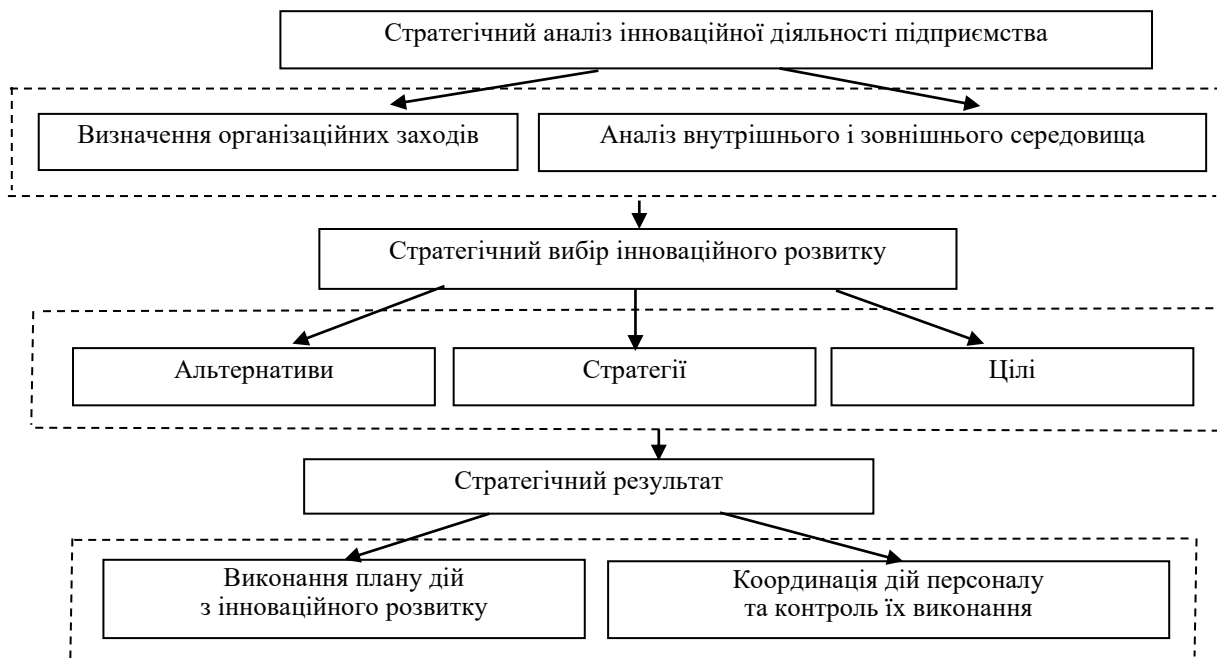 Стратегічний аналіз інноваційної діяльності підприємства
Визначення організаційних заходів
Аналіз внутрішнього і зовнішнього середовища
Стратегічний вибір інноваційного розвитку
Альтернативи
Стратегії
Цілі
Стратегічний результат
Виконання плану дій
з інноваційного розвитку
Координація дій персоналу
та контроль їх виконання